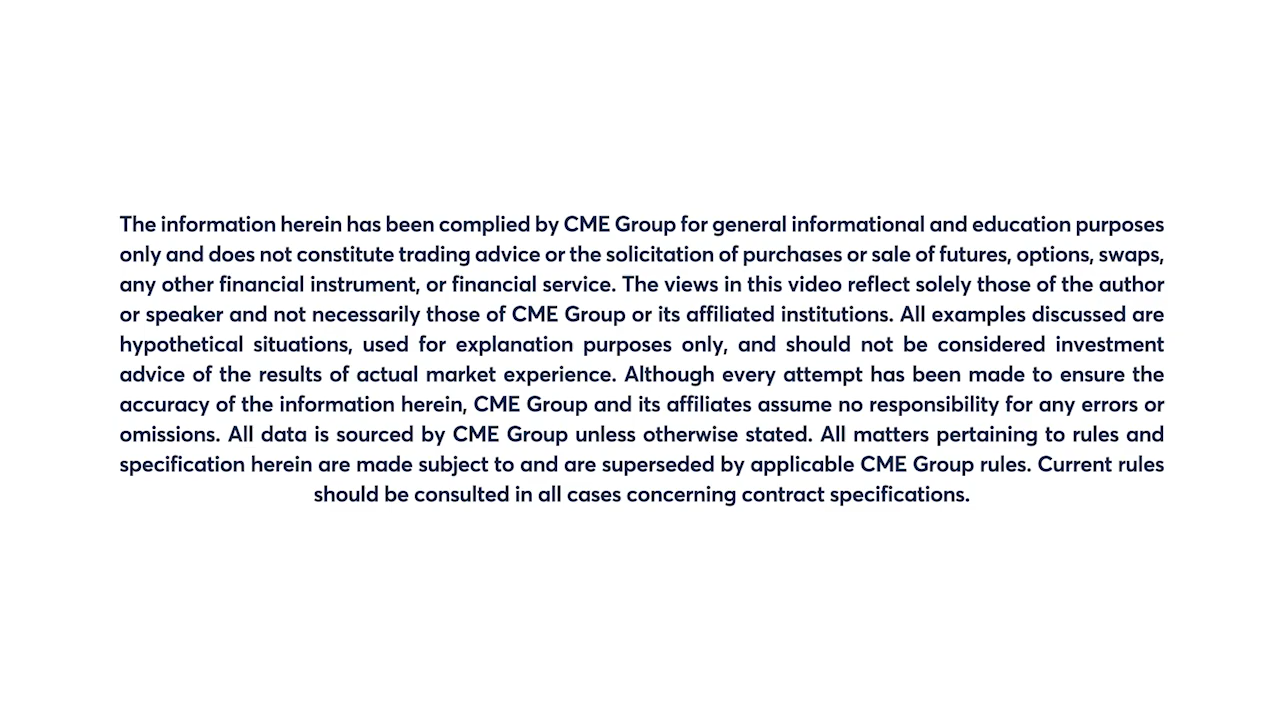 The information herein has been complied by CME Group for general informational and education purposes
only and does not constitute trading advice or the solicitation of purchases or sale of futures, options, swaps,
any other financial instrument, or financial service. The views in this video reflect solely those of the author
or speaker and not necessarily those of CME Group or its affiliated institutions. All examples discussed are
hypothetical situations, used for explanation purposes only, and should not be considered investment
advice of the results of actual market experience. Although every attempt has been made to ensure the
accuracy of the information herein, CME Group and its affiliates assume no responsibility for any errors or
omissions. All data is sourced by CME Group unless otherwise stated. All matters pertaining to rules and
specification herein are made subject to and are superseded by applicable CME Group rules. Current rules
should be consulted in all cases concerning contract specifications.